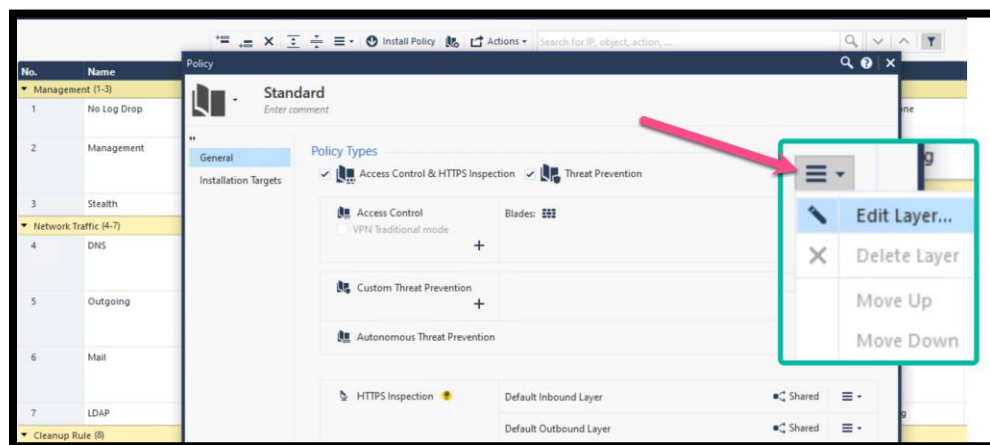 Install Policy Actions Search for IP, object, action, ...
No. Name
Policy
Management (1-3)
1 No Log Drop
2 Management
3 Stealth
Network Traffic (4-7)
4 DNS
5 Outgoing
6 Mail
7 LDAP
Cleanup Rule (8)
Standard
Enter comment
General
Installation Targets
Policy Types
Access Control & HTTPS Inspection Threat Prevention
Access Control Blades:
VPN Traditional mode
Custom Threat Prevention
Autonomous Threat Prevention
HTTPS Inspection Default Inbound Layer Shared
Default Outbound Layer Shared
Edit Layer...
Delete Layer
Move Up
Move Down